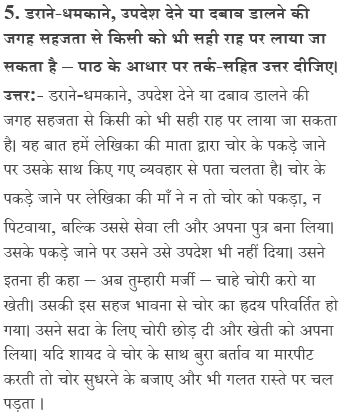 5. डराने-धमकाने, उपदेश देने या दबाव डालने की
जगह सहजता से किसी को भी सही राह पर लाया जा
सकता है – पाठ के आधार पर तर्क-सहित उत्तर दीजिए।
उत्तर:- डराने-धमकाने, उपदेश देने या दबाव डालने की
जगह सहजता से किसी को भी सही राह पर लाया जा सकता
है। यह बात हमें लेखिका की माता द्वारा चोर के पकड़े जाने
पर उसके साथ किए गए व्यवहार से पता चलता है। चोर के
पकड़े जाने पर लेखिका की माँ ने न तो चोर को पकड़ा, न
पिटवाया, बल्कि उससे सेवा ली और अपना पुत्र बना लिया।
उसके पकड़े जाने पर उसने उसे उपदेश भी नहीं दिया। उसने
इतना ही कहा – अब तुम्हारी मर्जी – चाहे चोरी करो या
खेती। उसकी इस सहज भावना से चोर का ह्रदय परिवर्तित हो
गया। उसने सदा के लिए चोरी छोड़ दी और खेती को अपना
लिया। यदि शायद वे चोर के साथ बुरा बर्ताव या मारपीट
करती तो चोर सुधरने के बजाए और भी गलत रास्ते पर चल
पड़ता ।